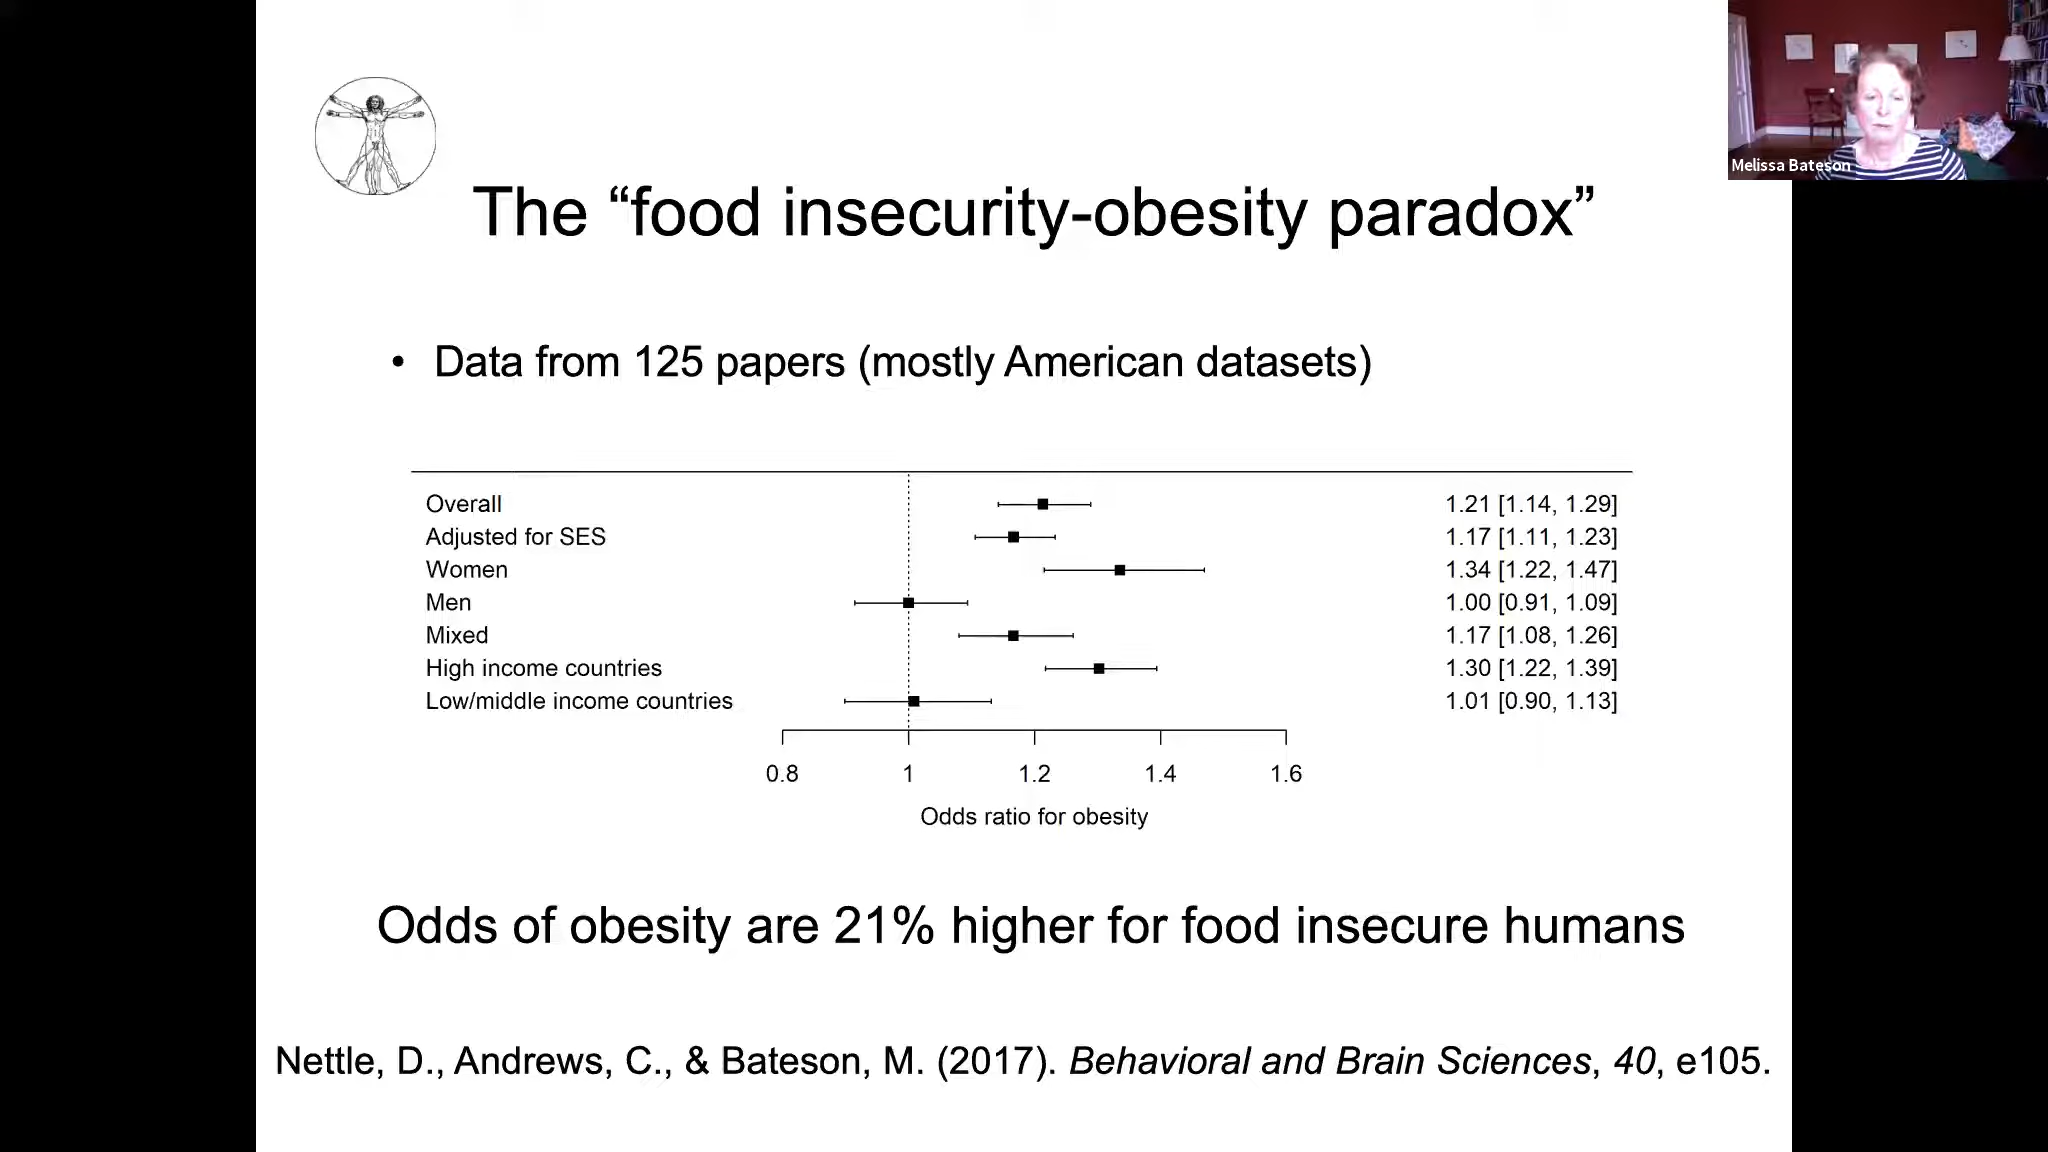 Melissa Bateson
The “food insecurity-obesity paradox”
• Data from 125 papers (mostly American datasets)
Overall 1.21 [1.14, 1.29]
Adjusted for SES 1.17 [1.11, 1.23]
Women 1.34 [1.22, 1.47]
Men 1.00 [0.91, 1.09]
Mixed 1.17 [1.08, 1.26]
High income countries 1.30 [1.22, 1.39]
Low/middle income countries 1.01 [0.90, 1.13]
0.8 1 1.2 1.4 1.6
Odds ratio for obesity
Odds of obesity are 21% higher for food insecure humans
Nettle, D., Andrews, C., & Bateson, M. (2017). Behavioral and Brain Sciences, 40, e105.